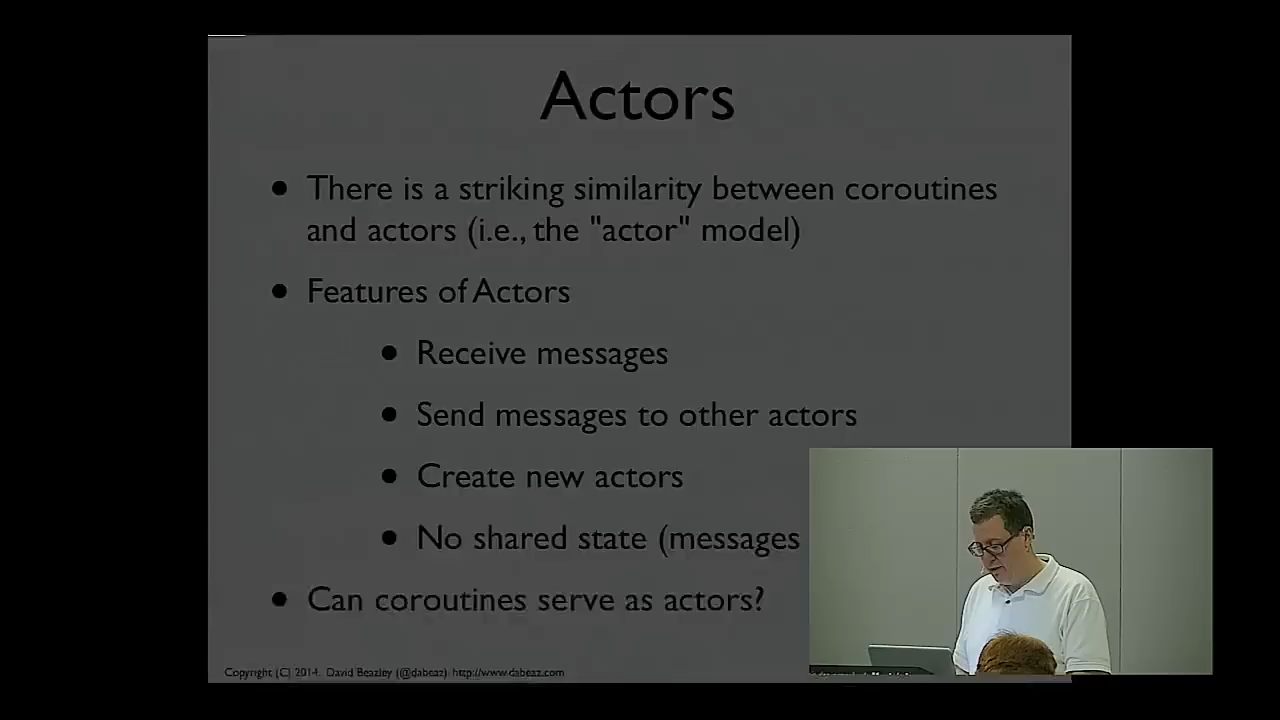 Actors
• There is a striking similarity between coroutines
and actors (i.e., the "actor" model)
• Features of Actors
• Receive messages
• Send messages to other actors
• Create new actors
• No shared state (messages
• Can coroutines serve as actors?
Copyright (C) 2014, David Beazley (@dabeaz) http://www.dabeaz.com